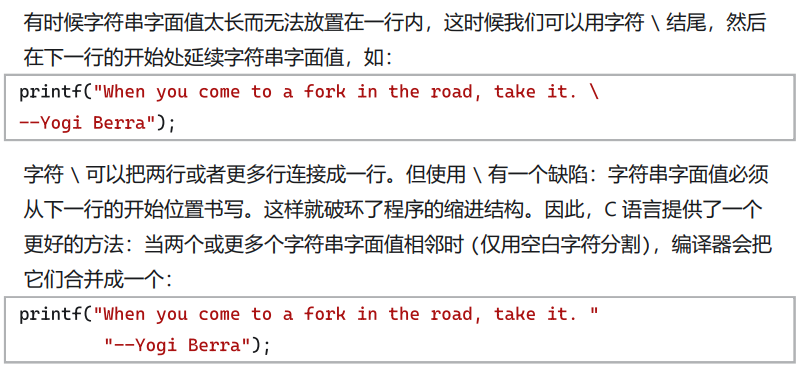 有时候字符串字面值太长而无法放置在一行内，这时候我们可以用字符 \ 结尾，然后
在下一行的开始处延续字符串字面值，如：
printf("When you come to a fork in the road, take it. \
--Yogi Berra");
字符 \ 可以把两行或者更多行连接成一行。但使用 \ 有一个缺陷：字符串字面值必须
从下一行的开始位置书写。这样就破坏了程序的缩进结构。因此，C 语言提供了一个
更好的方法：当两个或更多个字符串字面值相邻时 (仅用空白字符分割)，编译器会把
它们合并成一个：
printf("When you come to a fork in the road, take it. "
        "--Yogi Berra");